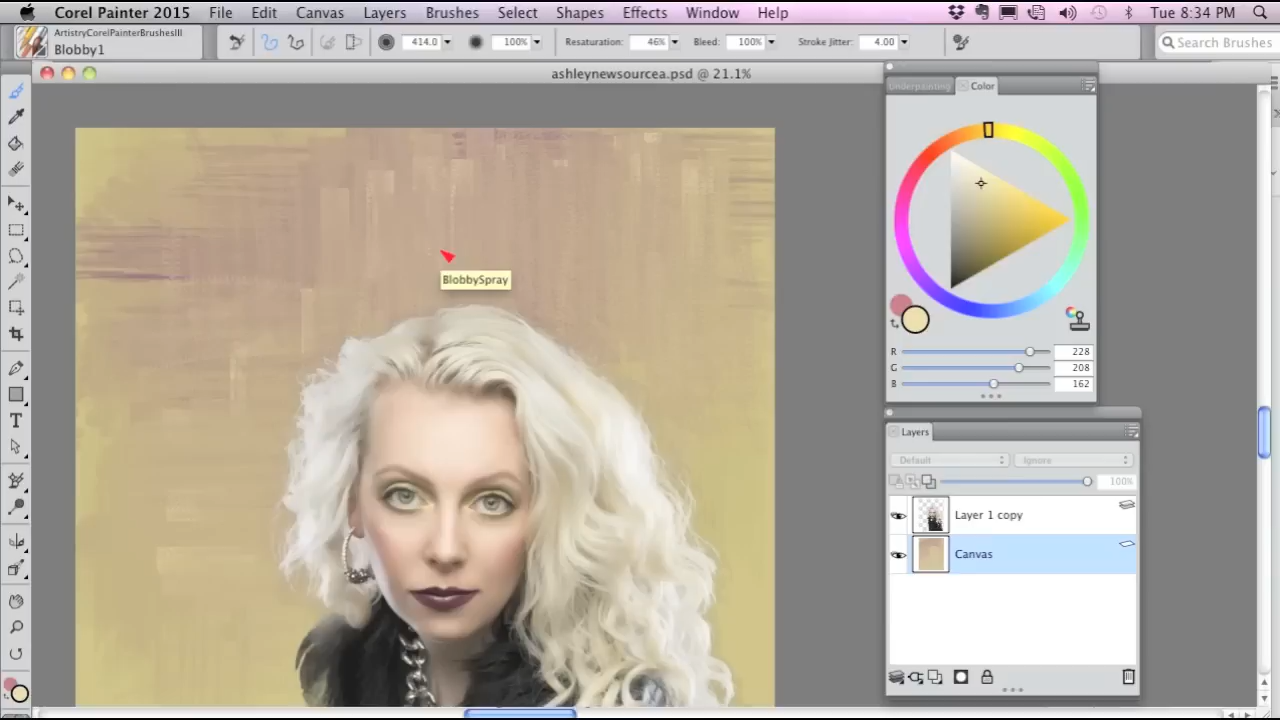 Corel Painter 2015 File Edit Canvas Layers Brushes Select Shapes Effects Window Help Tue 8:34 PM
ArtistryCorelPainterBrushesIII
Blobby1
414.0
100%
Resaturation: 46%
Bleed: 100%
Stroke Jitter: 4.00
Search Brushes
ashleynewsourcea.psd @ 21.1%
Underpainting
Color
BlobbySpray
R 228
G 208
B 162
Layers
Default
Ignore
100%
Layer 1 copy
Canvas
T